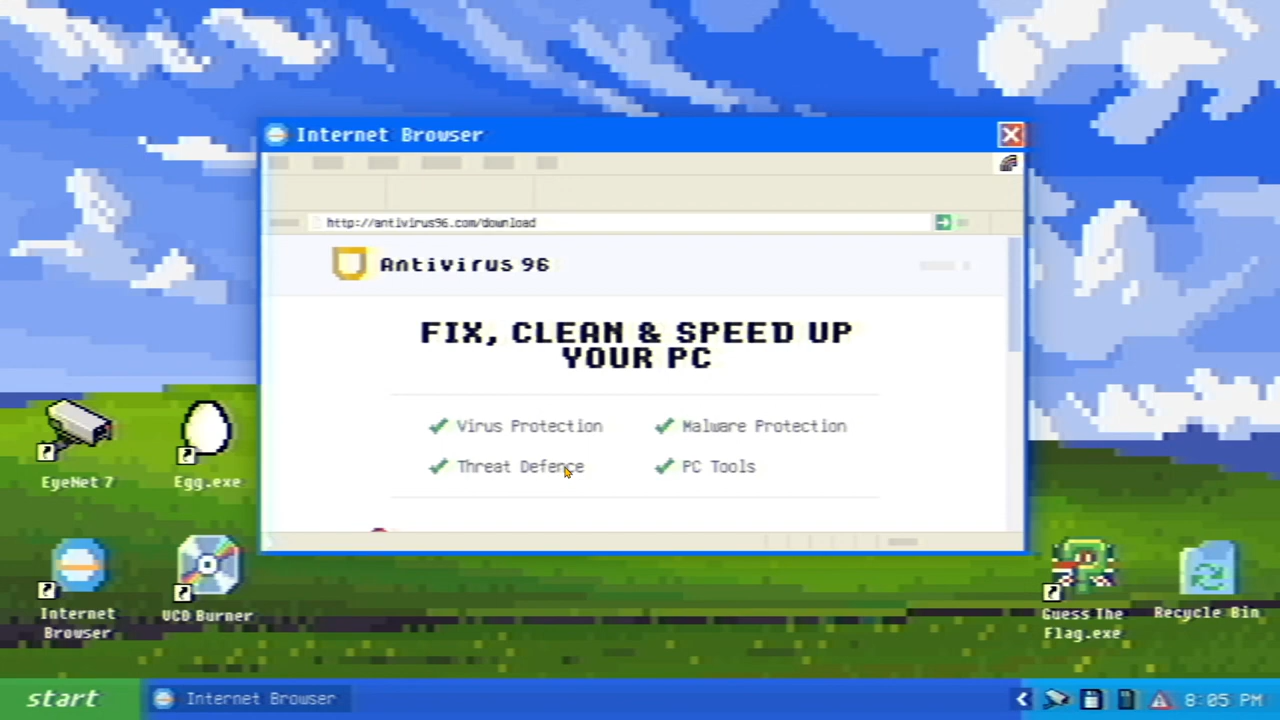 Internet Browser
http://antivirus96.com/download
Antivirus 96
FIX, CLEAN & SPEED UP
YOUR PC
Virus Protection
Malware Protection
Threat Defence
PC Tools
EyeNet 7
Egg.exe
Internet
Browser
VCD Burner
Guess The
Flag.exe
Recycle Bin
start
Internet Browser
8:05 PM